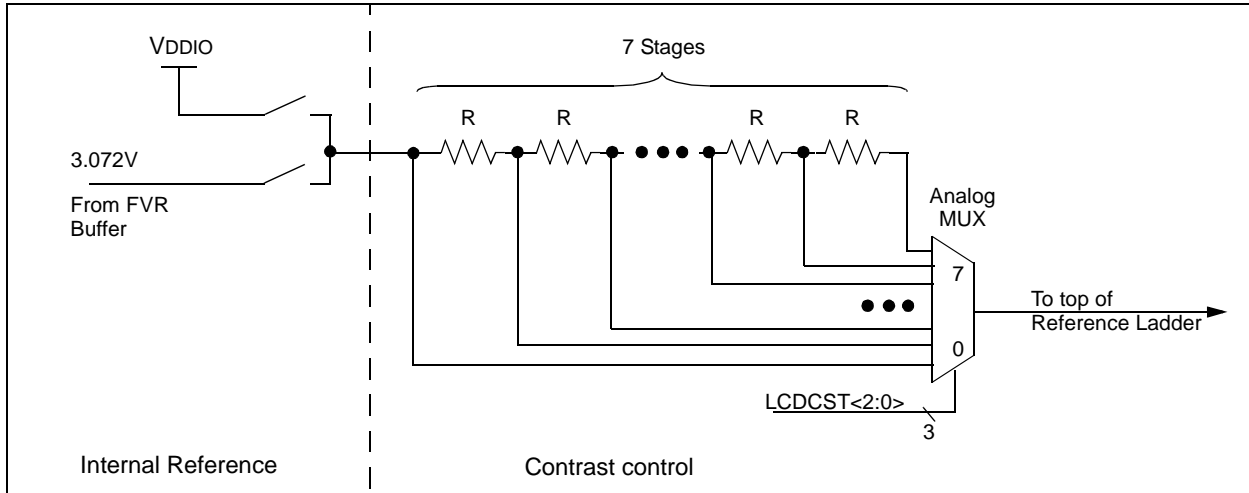 VDDIO
7 Stages
R
R
R
R
3.072V
From FVR
Buffer
Analog
MUX
7
0
To top of
Reference Ladder
LCDCST<2:0>
3
Internal Reference
Contrast control